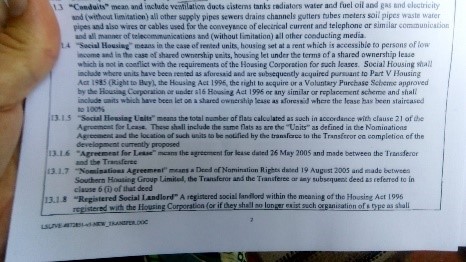 1.3 "Conduits" mean and include ventilation ducts cisterns tanks radiators water and fuel oil and gas and electricity
and (without limitation) all other supply pipes sewers drains channels gutters tubes meters soil pipes waste water
pipes and also wires or cables used for the conveyance of electrical current and telephone or similar communication
and all manner of telecommunications and (without limitation) all other conducting media.
1.4 "Social Housing" means in the case of rented units, housing set at a rent which is accessible to persons of low
income and in the case of shared ownership units, housing let under the terms of a shared ownership lease
which is not in conflict with the requirements of the Housing Corporation for such leases. Social Housing shall
include where units have been rented as aforesaid and are subsequently acquired pursuant to Part V Housing
Act 1985 (Right to Buy), the Housing Act 1996, the right to acquire or a Voluntary Purchase Scheme approved
by the Housing Corporation or under s16 Housing Act 1996 or any similar or replacement scheme and shall
include units which have been let on a shared ownership lease as aforesaid where the lease has been staircased
to 100%
13.1.5 "Social Housing Units" means the total number of flats calculated as such in accordance with clause 21 of the
Agreement for Lease. These shall include the same flats as are the "Units" as defined in the Nominations
Agreement and the location of such units to be notified by the transferee to the Transferor on completion of the
development currently proposed
13.1.6 "Agreement for Lease" means the agreement for lease dated 26 May 2005 and made between the Transferor
and the Transferee
13.1.7 "Nominations Agreement" means a Deed of Nomination Rights dated 19 August 2005 and made between
Southern Housing Group Limited, the Transferor and the Transferee or any subsequent deed as referred to in
clause 6 (i) of that deed
13.1.8 "Registered Social Landlord" A registered social landlord within the meaning of the Housing Act 1996
registered with the Housing Corporation (or if they shall no longer exist such organisation of s type as shall